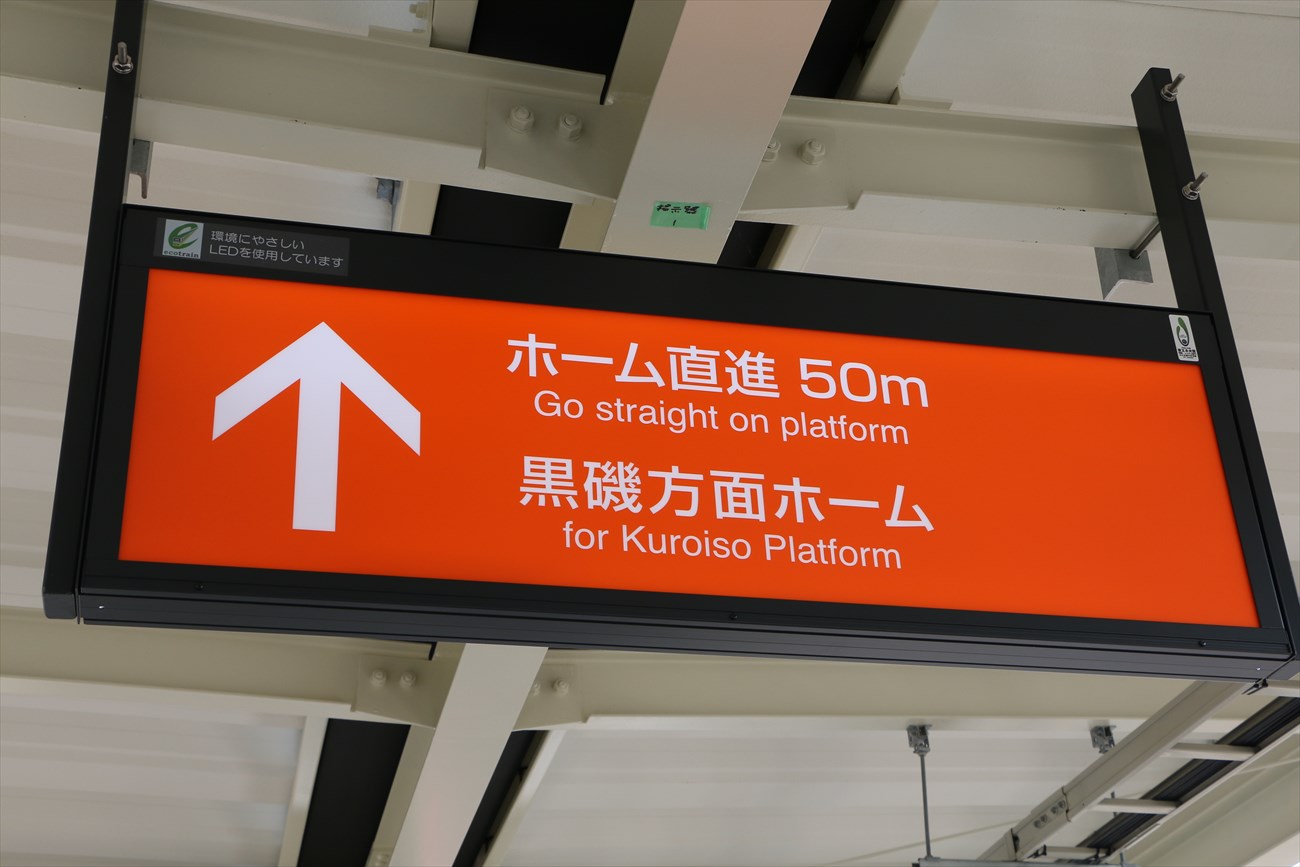 ecotrain
環境にやさしい
LEDを使用しています
ホーム直進 50m
Go straight on platform
黒磯方面ホーム
for Kuroiso Platform